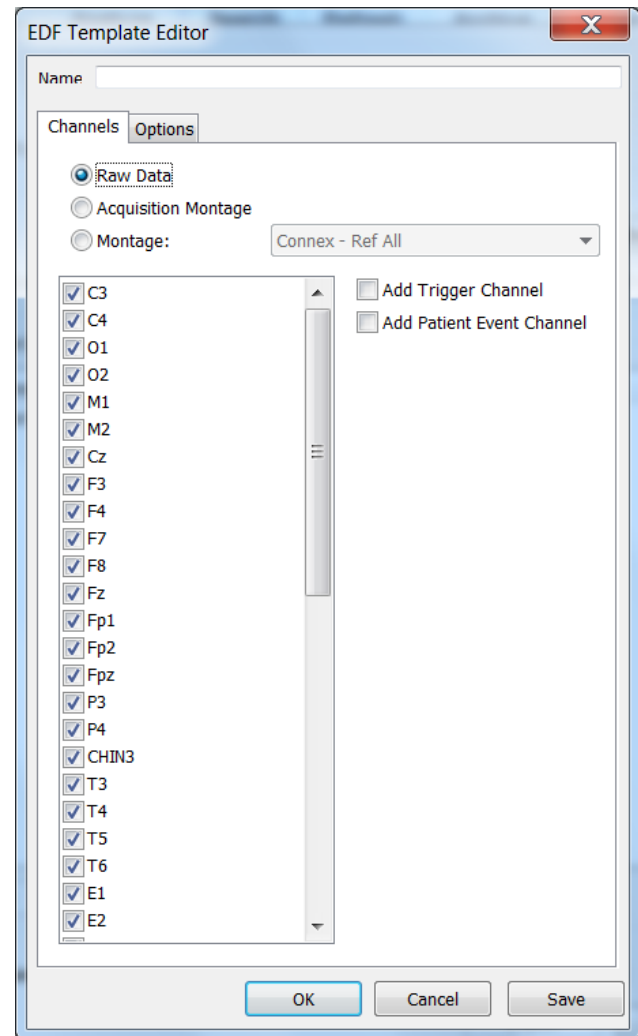 EDF Template Editor
Name
Channels Options
Raw Data
Acquisition Montage
Montage: Connex - Ref All
C3
Add Trigger Channel
C4
Add Patient Event Channel
O1
O2
M1
M2
Cz
F3
F4
F7
F8
Fz
Fp1
Fp2
Fpz
P3
P4
CHIN3
T3
T4
T5
T6
E1
E2
OK Cancel Save